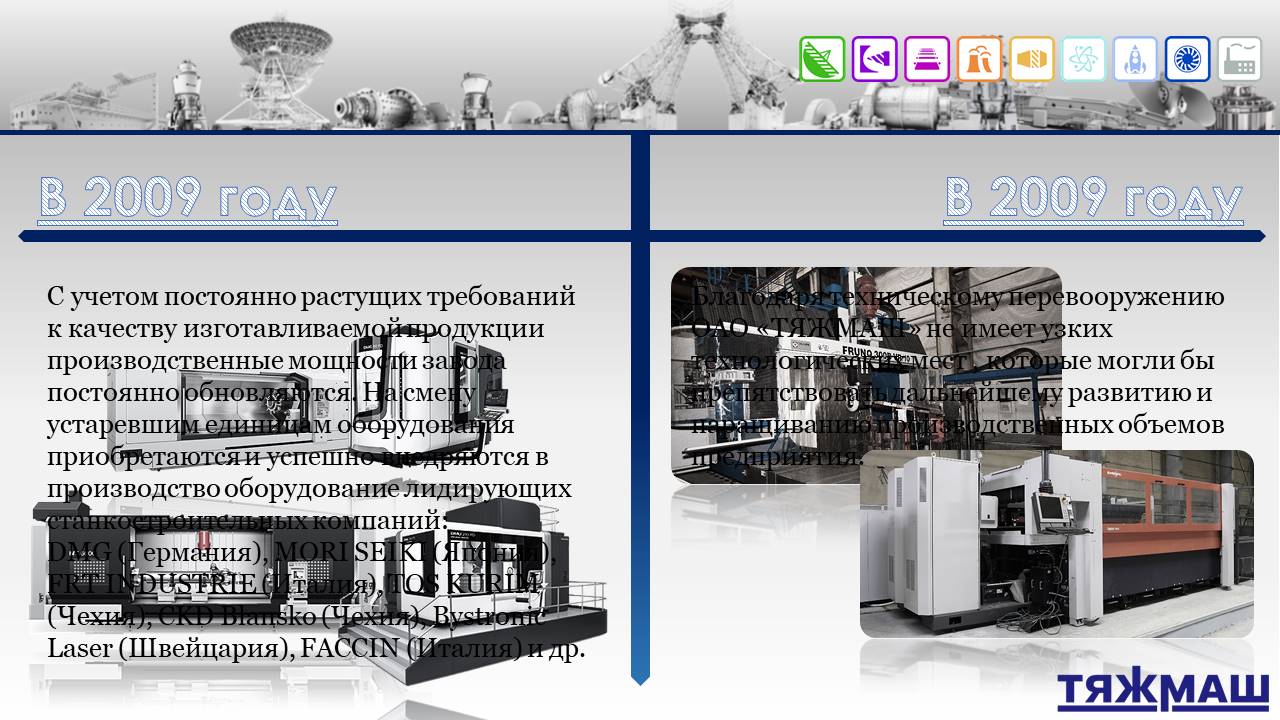 В 2009 году
В 2009 году
С учетом постоянно растущих требований
к качеству изготавливаемой продукции
производственные мощности завода
постоянно обновляются. На смену
устаревшим единицам оборудования
приобретаются и успешно внедряются в
производство оборудование лидирующих
станкостроительных компаний:
DMG (Германия), MORI SEIKI (Япония),
FRT INDUSTRIE (Италия), TOS KURIM
(Чехия), CKD Blansko (Чехия), Bystronic
Laser (Швейцария), FACCIN (Италия) и др.
Благодаря техническому перевооружению
ОАО «ТЯЖМАШ» не имеет узких
технологических мест , которые могли бы
препятствовать дальнейшему развитию и
наращиванию производственных объемов
предприятия.
FRUNO 300R
ТЯЖМАШ